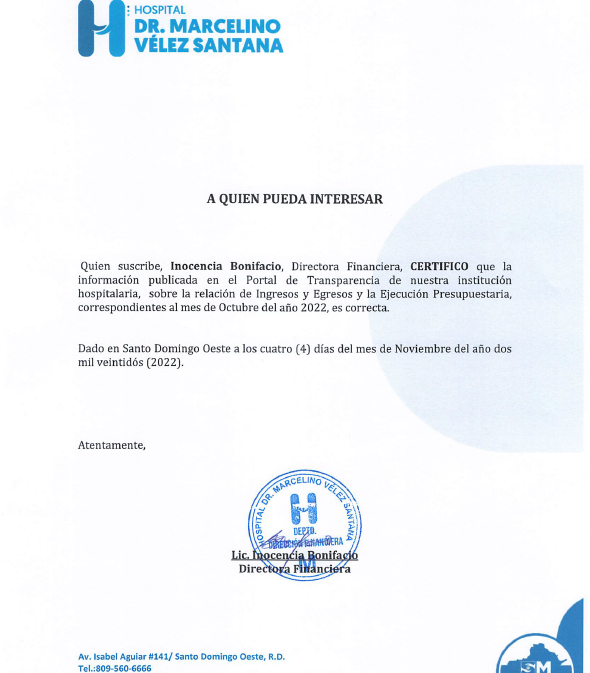 HOSPITAL
DR. MARCELINO
VÉLEZ SANTANA
A QUIEN PUEDA INTERESAR
Quien suscribe, Inocencia Bonifacio, Directora Financiera, CERTIFICO que la
información publicada en el Portal de Transparencia de nuestra institución
hospitalaria, sobre la relación de Ingresos y Egresos y la Ejecución Presupuestaria,
correspondientes al mes de Octubre del año 2022, es correcta.
Dado en Santo Domingo Oeste a los cuatro (4) días del mes de Noviembre del año dos
mil veintidós (2022).
Atentamente,
HOSPITAL DR. MARCELINO VELEZ SANTANA
DEPTO.
DIRECCION FINANCIERA
Lic. Inocencia Bonifacio
Directora Financiera
Av. Isabel Aguiar #141/ Santo Domingo Oeste, R.D.
Tel.:809-560-6666